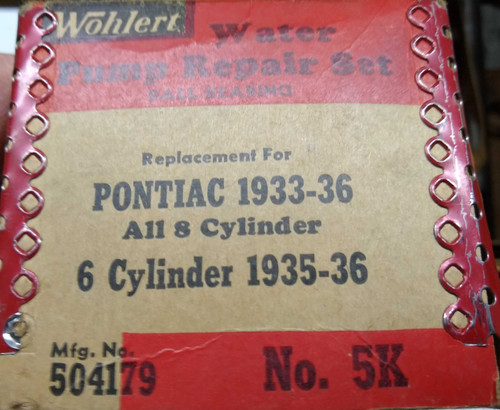 Wohlert Water
Pump Repair Set
BALL BEARING
Replacement For
PONTIAC 1933-36
All 8 Cylinder
6 Cylinder 1935-36
Mfg. No.
504179 No. 5K